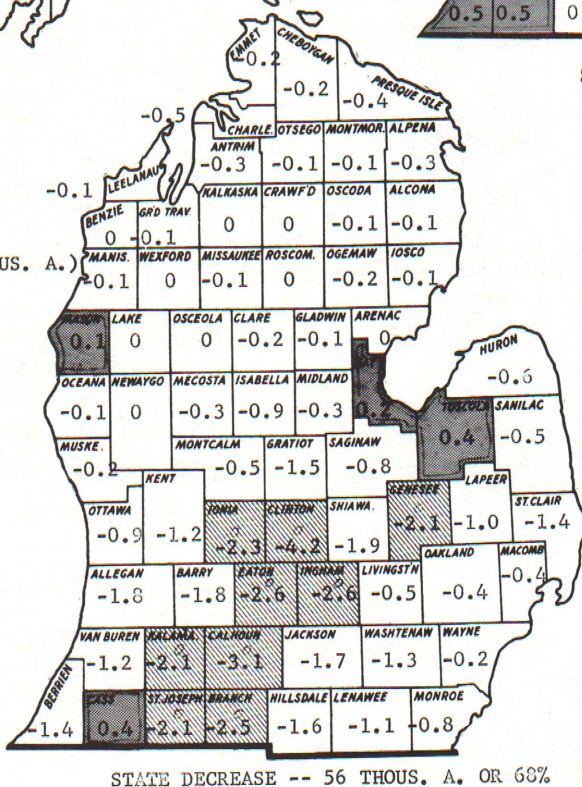 0.5 0.5 0
EMMET CHEBOYGAN
-0.2
-0.2
PRESQUE ISLE
-0.4
-0.5
CHARLE. OTSEGO MONTMOR. ALPENA
ANTRIM
-0.3 -0.1 -0.1 -0.3
-0.1 LEELANAU
KALKASKA CRAWF'D OSCODA ALCONA
BENZIE GR'D TRAV.
0 0 -0.1 -0.1
0 -0.1
US. A.)
MANIS. WEXFORD MISSAUKEE ROSCOM. OGEMAW IOSCO
-0.1 0 -0.1 0 -0.2 -0.1
MASON LAKE OSCEOLA CLARE GLADWIN ARENAC
0.1 0 0 -0.2 -0.1 0
HURON
-0.6
OCEANA NEWAYGO MECOSTA ISABELLA MIDLAND
-0.1 0 -0.3 -0.9 -0.3 0.2
TUSCOLA SANILAC
0.4 -0.5
MUSKE. MONTCALM GRATIOT SAGINAW
-0.2 -0.5 -1.5 -0.8
KENT LAPEER
OTTAWA IONIA CLINTON SHIAWA. GENESEE ST.CLAIR
-0.9 -1.2 -2.3 -4.2 -1.9 -2.1 -1.0 -1.4
ALLEGAN BARRY EATON INGHAM LIVINGST'N OAKLAND MACOMB
-1.8 -1.8 -2.6 -2.6 -0.5 -0.4 -0.4
VAN BUREN KALAMA. CALHOUN JACKSON WASHTENAW WAYNE
-1.2 -2.1 -3.1 -1.7 -1.3 -0.2
BERRIEN CASS ST.JOSEPH BRANCH HILLSDALE LENAWEE MONROE
-1.4 0.4 -2.1 -2.5 -1.6 -1.1 -0.8
STATE DECREASE -- 56 THOUS. A. OR 68%